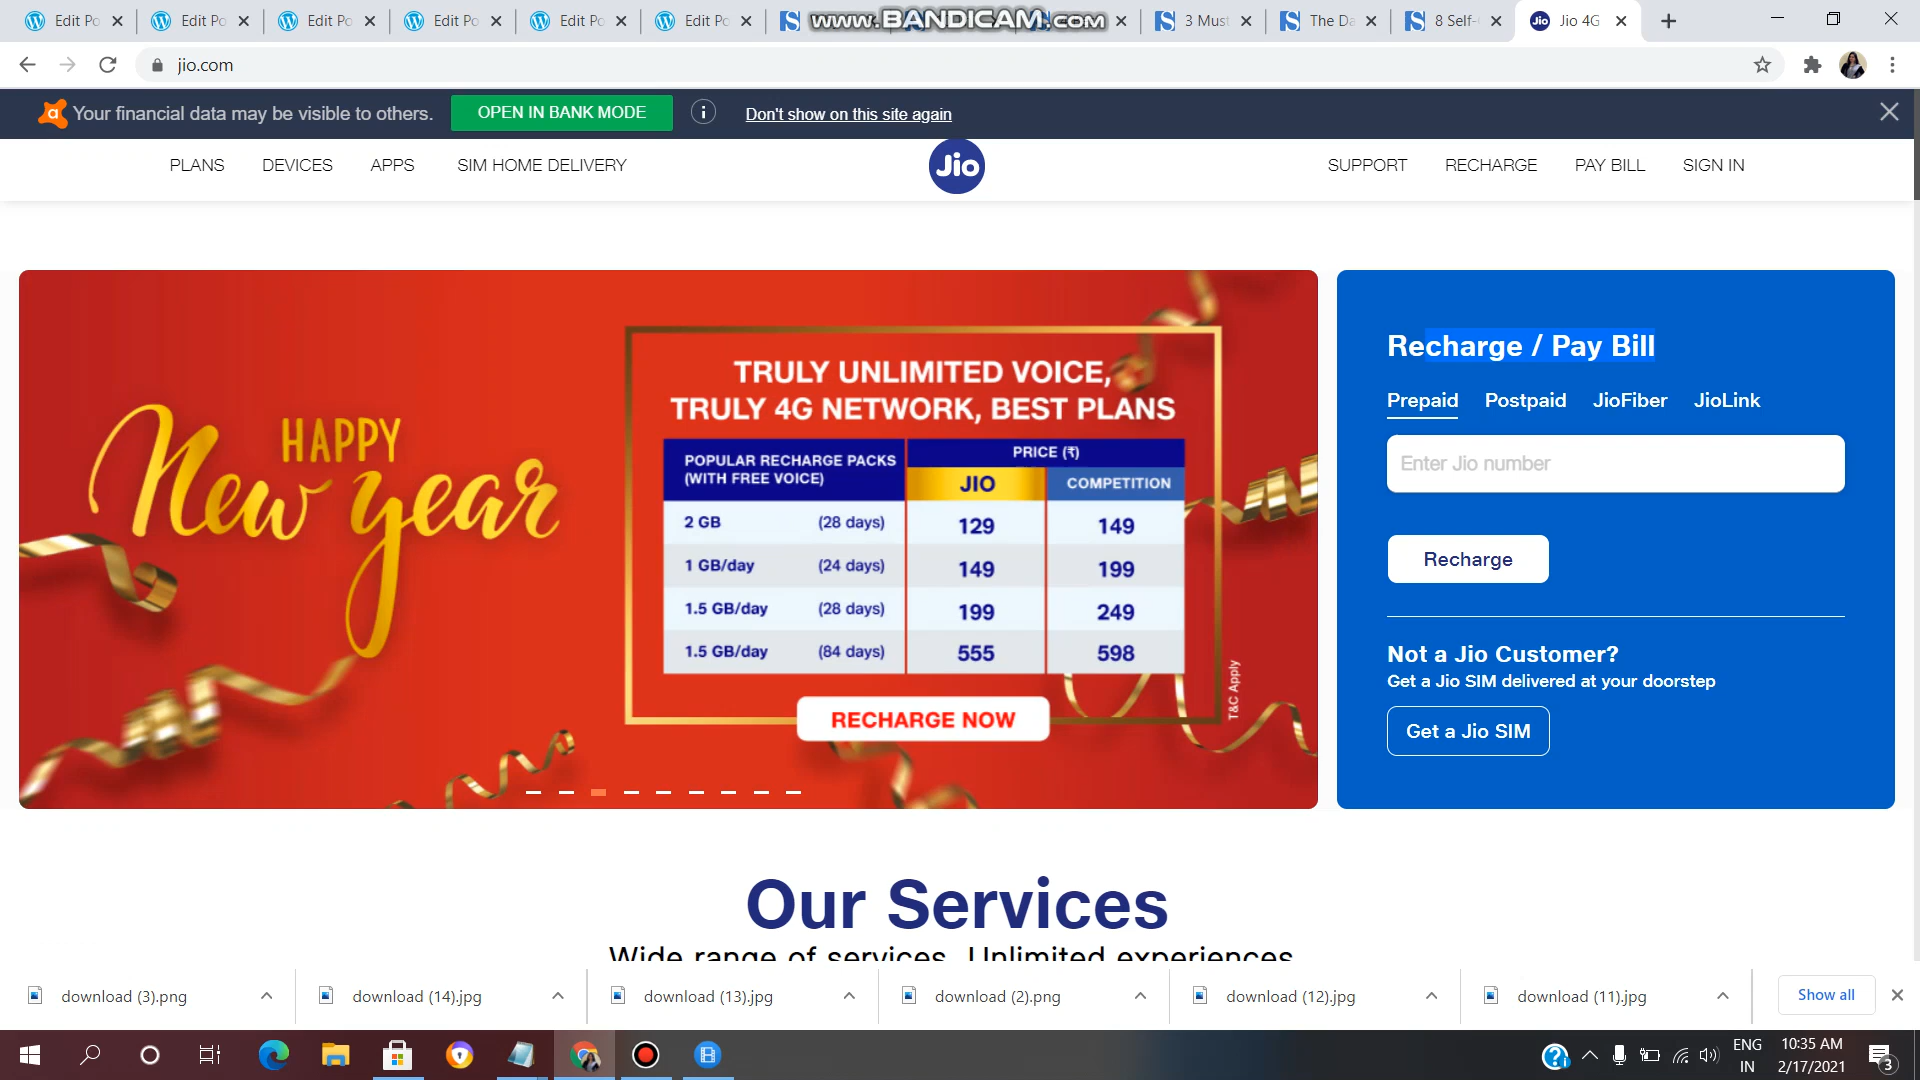 Edit Po
Edit Po
Edit Po
Edit Po
Edit Po
Edit Po
www.BANDICAM.com
3 Must
The Da
8 Self-
Jio 4G
jio.com
Your financial data may be visible to others.
OPEN IN BANK MODE
Don't show on this site again
PLANS
DEVICES
APPS
SIM HOME DELIVERY
Jio
SUPPORT
RECHARGE
PAY BILL
SIGN IN
HAPPY
New year
TRULY UNLIMITED VOICE,
TRULY 4G NETWORK, BEST PLANS
POPULAR RECHARGE PACKS
(WITH FREE VOICE)
PRICE (₹)
JIO
COMPETITION
2 GB (28 days) 129 149
1 GB/day (24 days) 149 199
1.5 GB/day (28 days) 199 249
1.5 GB/day (84 days) 555 598
T&C Apply
RECHARGE NOW
Recharge / Pay Bill
Prepaid
Postpaid
JioFiber
JioLink
Enter Jio number
Recharge
Not a Jio Customer?
Get a Jio SIM delivered at your doorstep
Get a Jio SIM
Our Services
Wide range of services. Unlimited experiences
download (3).png
download (14).jpg
download (13).jpg
download (2).png
download (12).jpg
download (11).jpg
Show all
ENG
IN
10:35 AM
2/17/2021
3